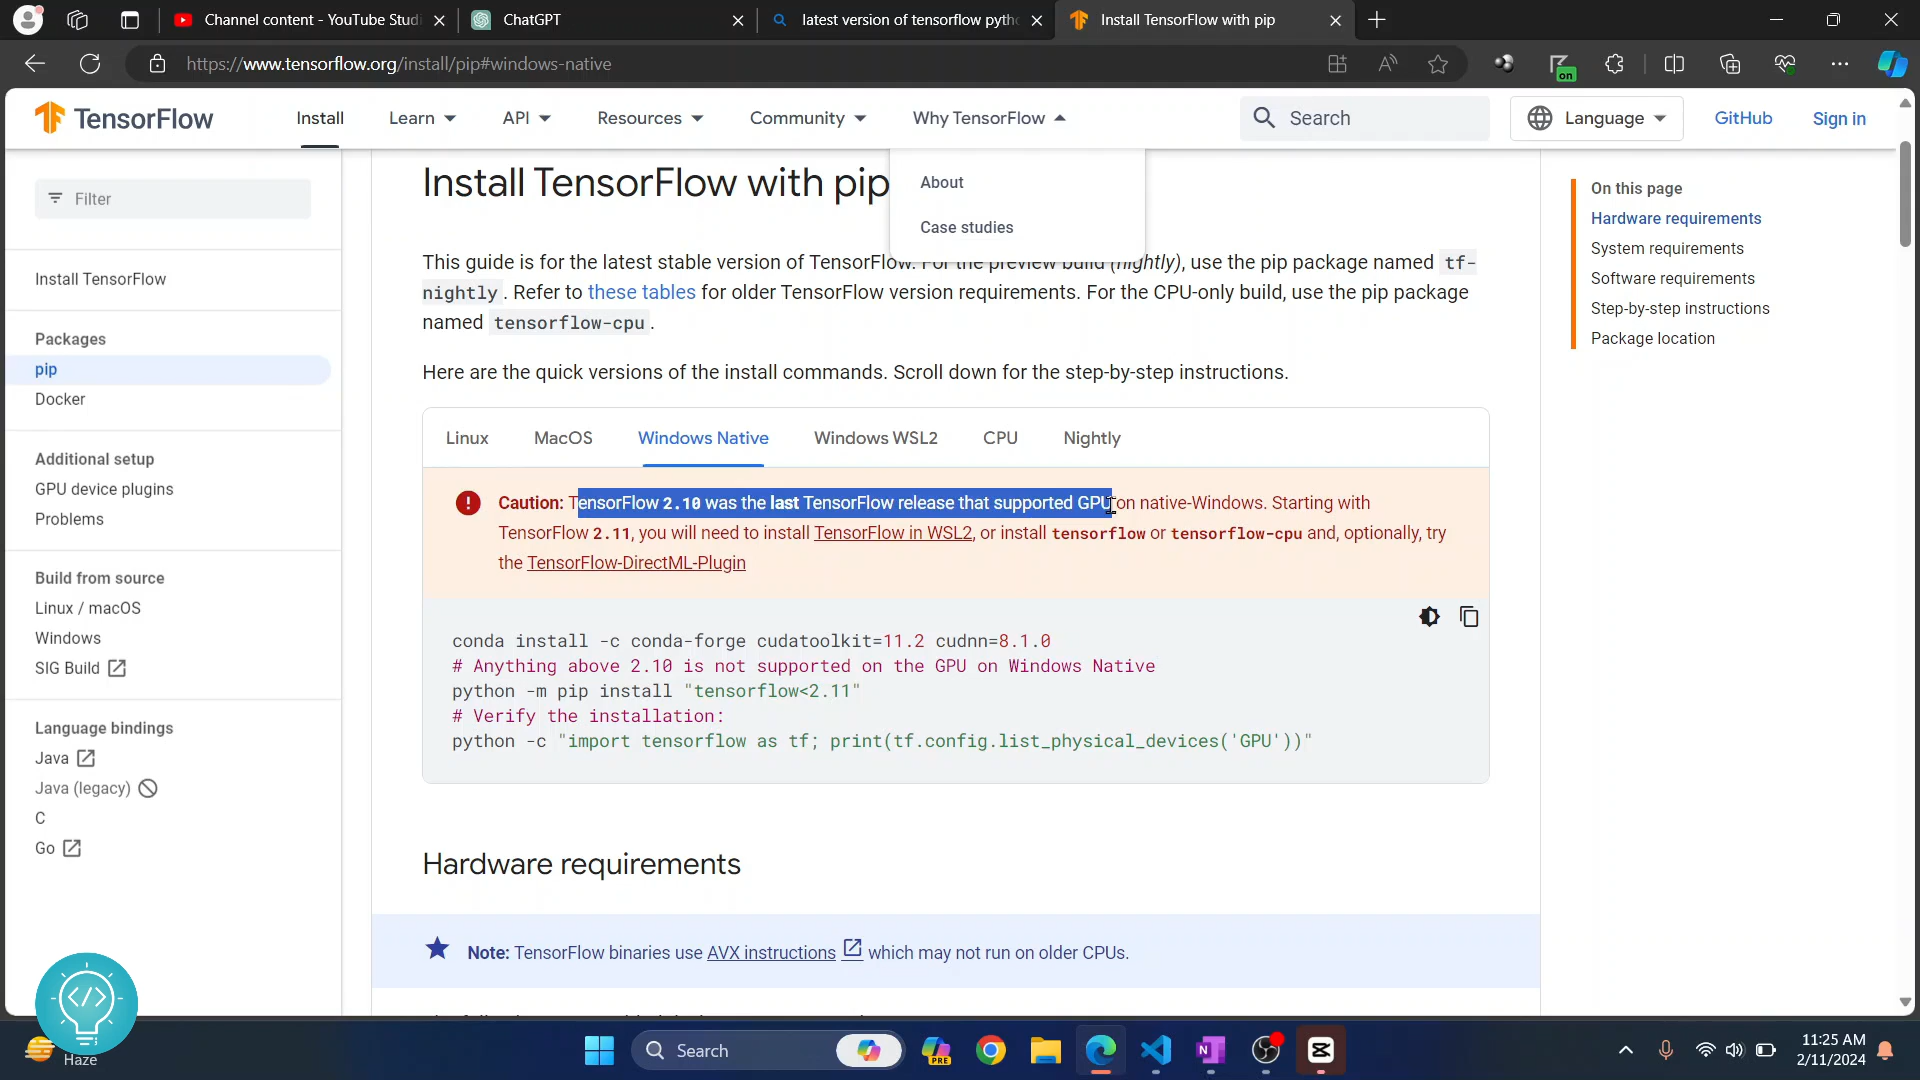 Channel content - YouTube Studi
ChatGPT
latest version of tensorflow pytho
Install TensorFlow with pip
https://www.tensorflow.org/install/pip#windows-native
on
TensorFlow
Install
Learn
API
Resources
Community
Why TensorFlow
Search
Language
GitHub
Sign in
About
Case studies
Filter
Install TensorFlow
Packages
pip
Docker
Additional setup
GPU device plugins
Problems
Build from source
Linux / macOS
Windows
SIG Build
Language bindings
Java
Java (legacy)
C
Go
Install TensorFlow with pip
This guide is for the latest stable version of TensorFlow. For the preview build (nightly), use the pip package named tf-
nightly . Refer to these tables for older TensorFlow version requirements. For the CPU-only build, use the pip package
named tensorflow-cpu .
Here are the quick versions of the install commands. Scroll down for the step-by-step instructions.
Linux
MacOS
Windows Native
Windows WSL2
CPU
Nightly
Caution: TensorFlow 2.10 was the last TensorFlow release that supported GPU on native-Windows. Starting with
TensorFlow 2.11, you will need to install TensorFlow in WSL2, or install tensorflow or tensorflow-cpu and, optionally, try
the TensorFlow-DirectML-Plugin
conda install -c conda-forge cudatoolkit=11.2 cudnn=8.1.0
# Anything above 2.10 is not supported on the GPU on Windows Native
python -m pip install "tensorflow<2.11"
# Verify the installation:
python -c "import tensorflow as tf; print(tf.config.list_physical_devices('GPU'))"
Hardware requirements
Note: TensorFlow binaries use AVX instructions which may not run on older CPUs.
On this page
Hardware requirements
System requirements
Software requirements
Step-by-step instructions
Package location
Haze
Search
PRE
11:25 AM
2/11/2024